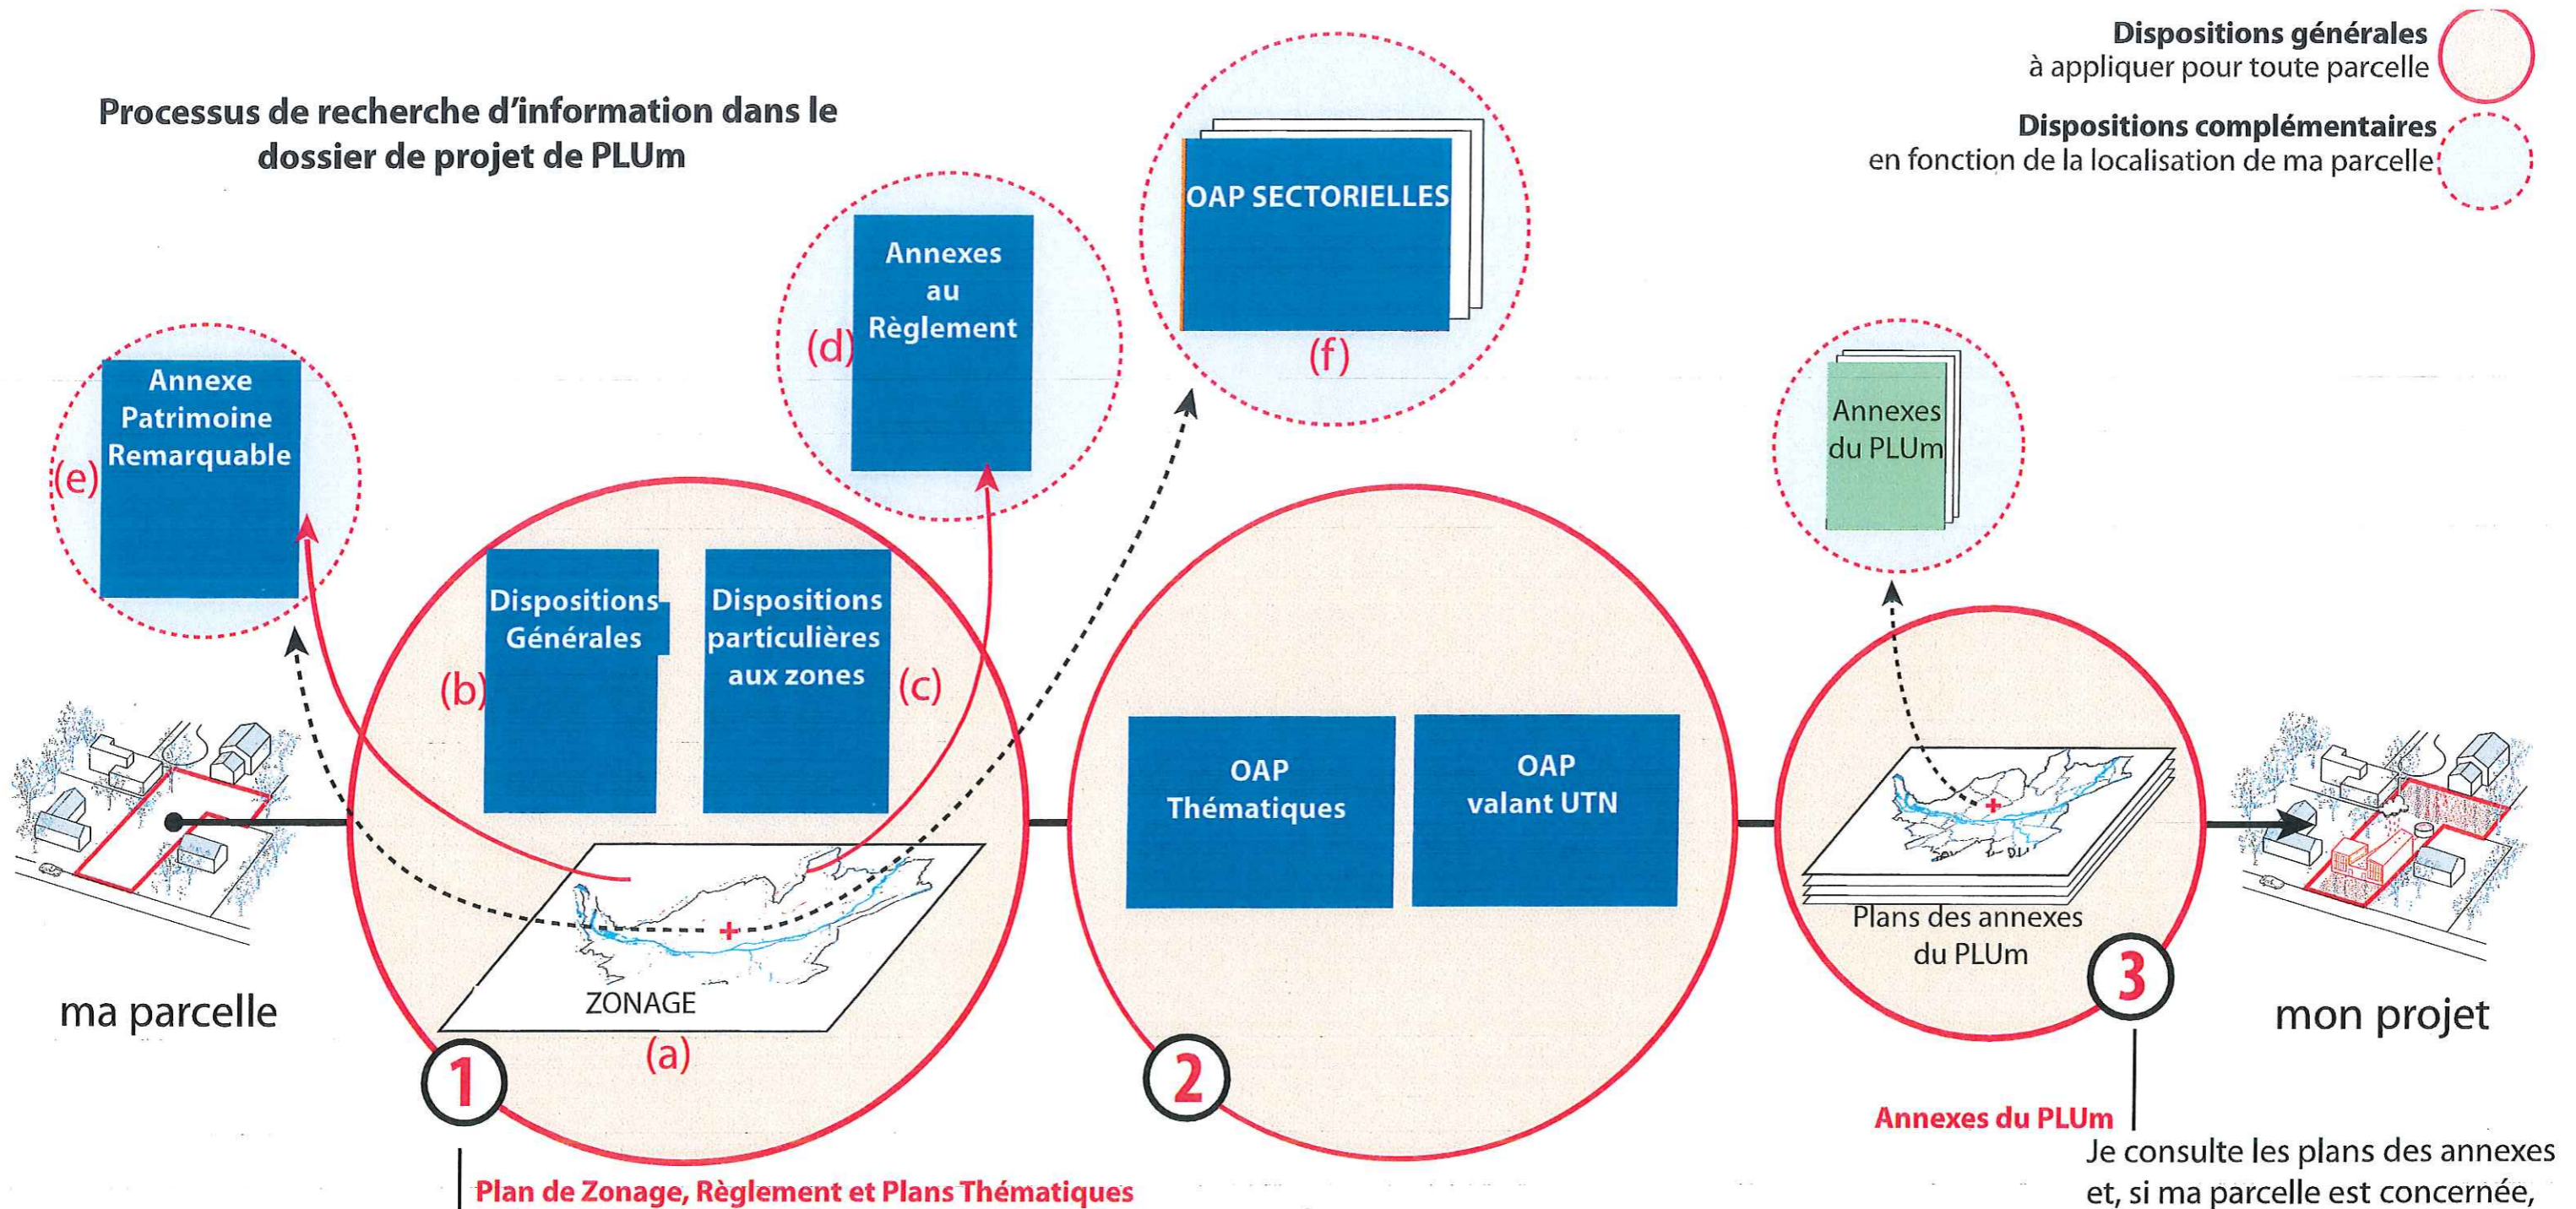 Processus de recherche d'information dans le
dossier de projet de PLUm
Dispositions générales
à appliquer pour toute parcelle
Dispositions complémentaires
en fonction de la localisation de ma parcelle
OAP SECTORIELLES
(f)
Annexes
au
Règlement
(d)
Annexe
Patrimoine
Remarquable
(e)
Annexes
du PLUm
Dispositions
Générales
(b)
Dispositions
particulières
aux zones
(c)
OAP
Thématiques
OAP
valant UTN
ZONAGE
(a)
Plans des annexes
du PLUm
ma parcelle
mon projet
1
2
3
Plan de Zonage, Règlement et Plans Thématiques
Annexes du PLUm
Je consulte les plans des annexes
et, si ma parcelle est concernée,